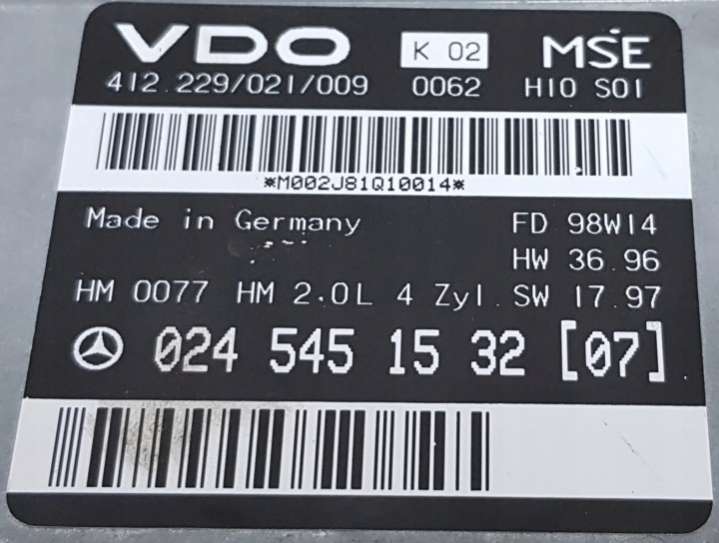 VDO K 02 MSE
412.229/021/009 0062 H10 S01
*M002J81Q10014*
Made in Germany FD 98W14
HW 36.96
HM 0077 HM 2.0L 4 Zyl. SW 17.97
024 545 15 32 [07]